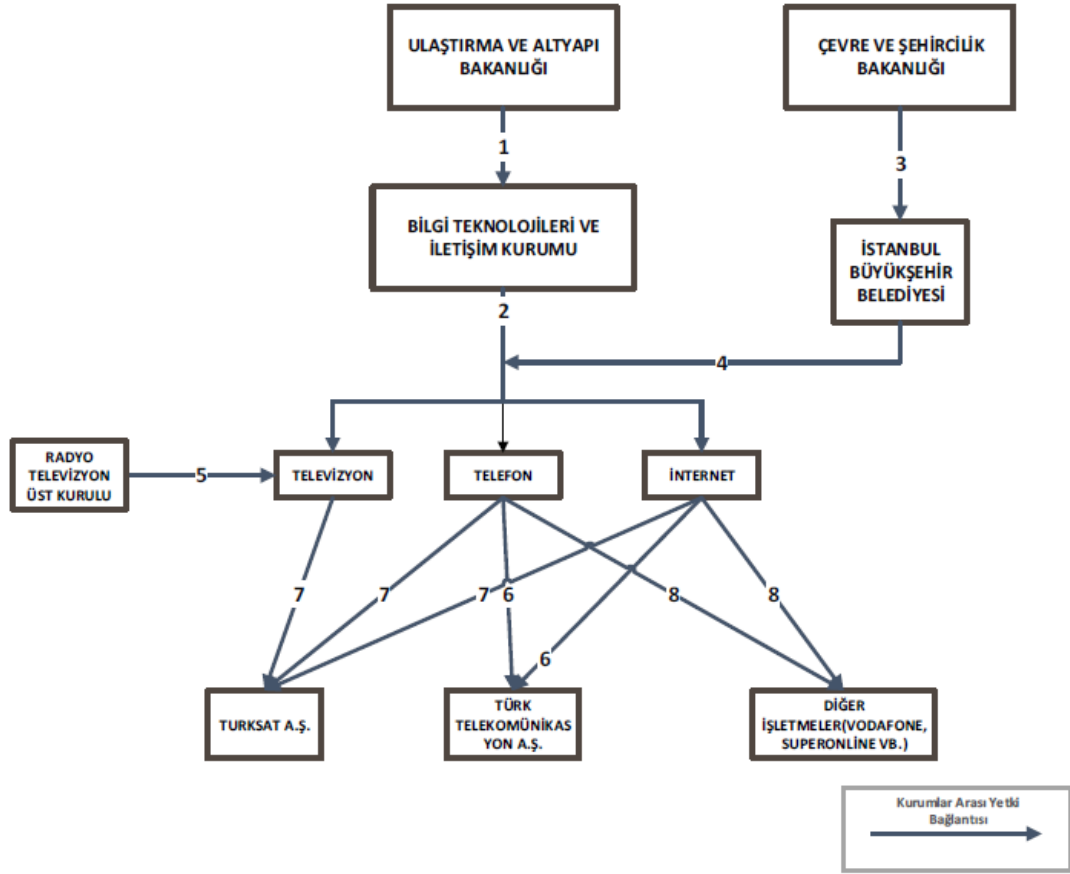 ULAŞTIRMA VE ALTYAPI
BAKANLIĞI
ÇEVRE VE ŞEHİRCİLİK
BAKANLIĞI
1
3
BİLGİ TEKNOLOJİLERİ VE
İLETİŞİM KURUMU
İSTANBUL
BÜYÜKŞEHİR
BELEDİYESİ
2
4
RADYO
TELEVİZYON
ÜST KURULU
5
TELEVİZYON
TELEFON
İNTERNET
7
7
7
6
8
8
6
TURKSAT A.Ş.
TÜRK
TELEKOMÜNİKAS
YON A.Ş.
DİĞER
İŞLETMELER(VODAFONE,
SUPERONLINE VB.)
Kurumlar Arası Yetki
Bağlantısı